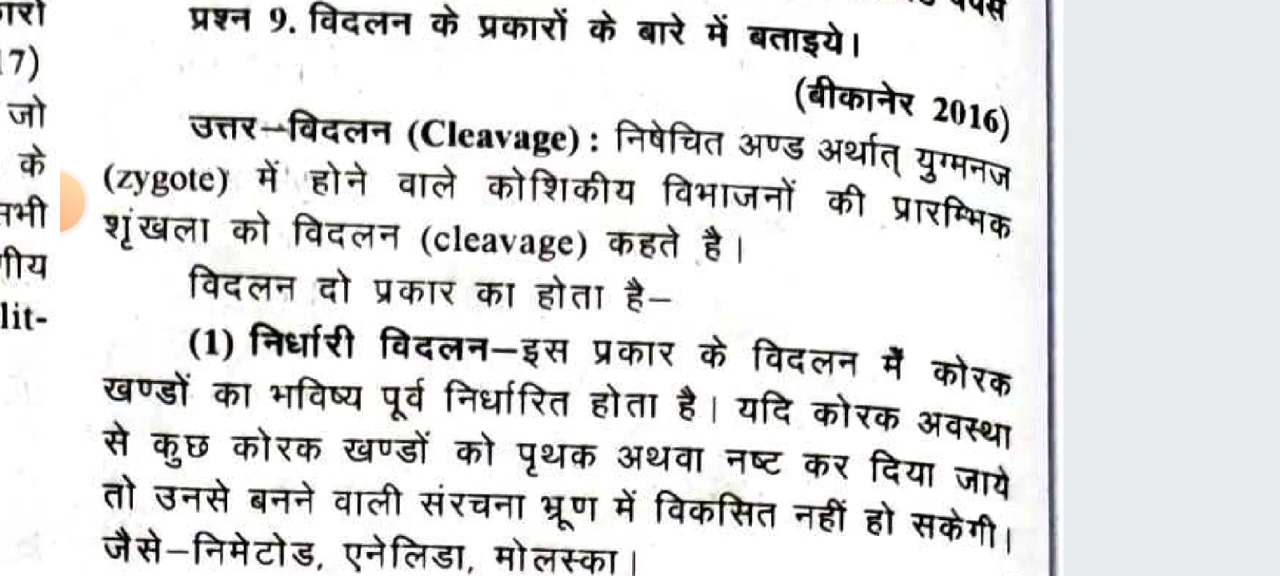 17)
जो
के
lit-
प्रश्न 9. विदलन के प्रकारों के बारे में बताइये।
(बीकानेर 2016)
उत्तर–विदलन (Cleavage) : निषेचित अण्ड अर्थात् युग्मनज
(zygote) में होने वाले कोशिकीय विभाजनों की प्रारम्भिक
शृंखला को विदलन (cleavage) कहते है।
विदलन दो प्रकार का होता है–
(1) निर्धारी विदलन–इस प्रकार के विदलन में कोरक
खण्डों का भविष्य पूर्व निर्धारित होता है। यदि कोरक अवस्था
से कुछ कोरक खण्डों को पृथक अथवा नष्ट कर दिया जाये
तो उनसे बनने वाली संरचना भ्रूण में विकसित नहीं हो सकेगी।
जैसे–निमेटोड, एनेलिडा, मोलस्का।